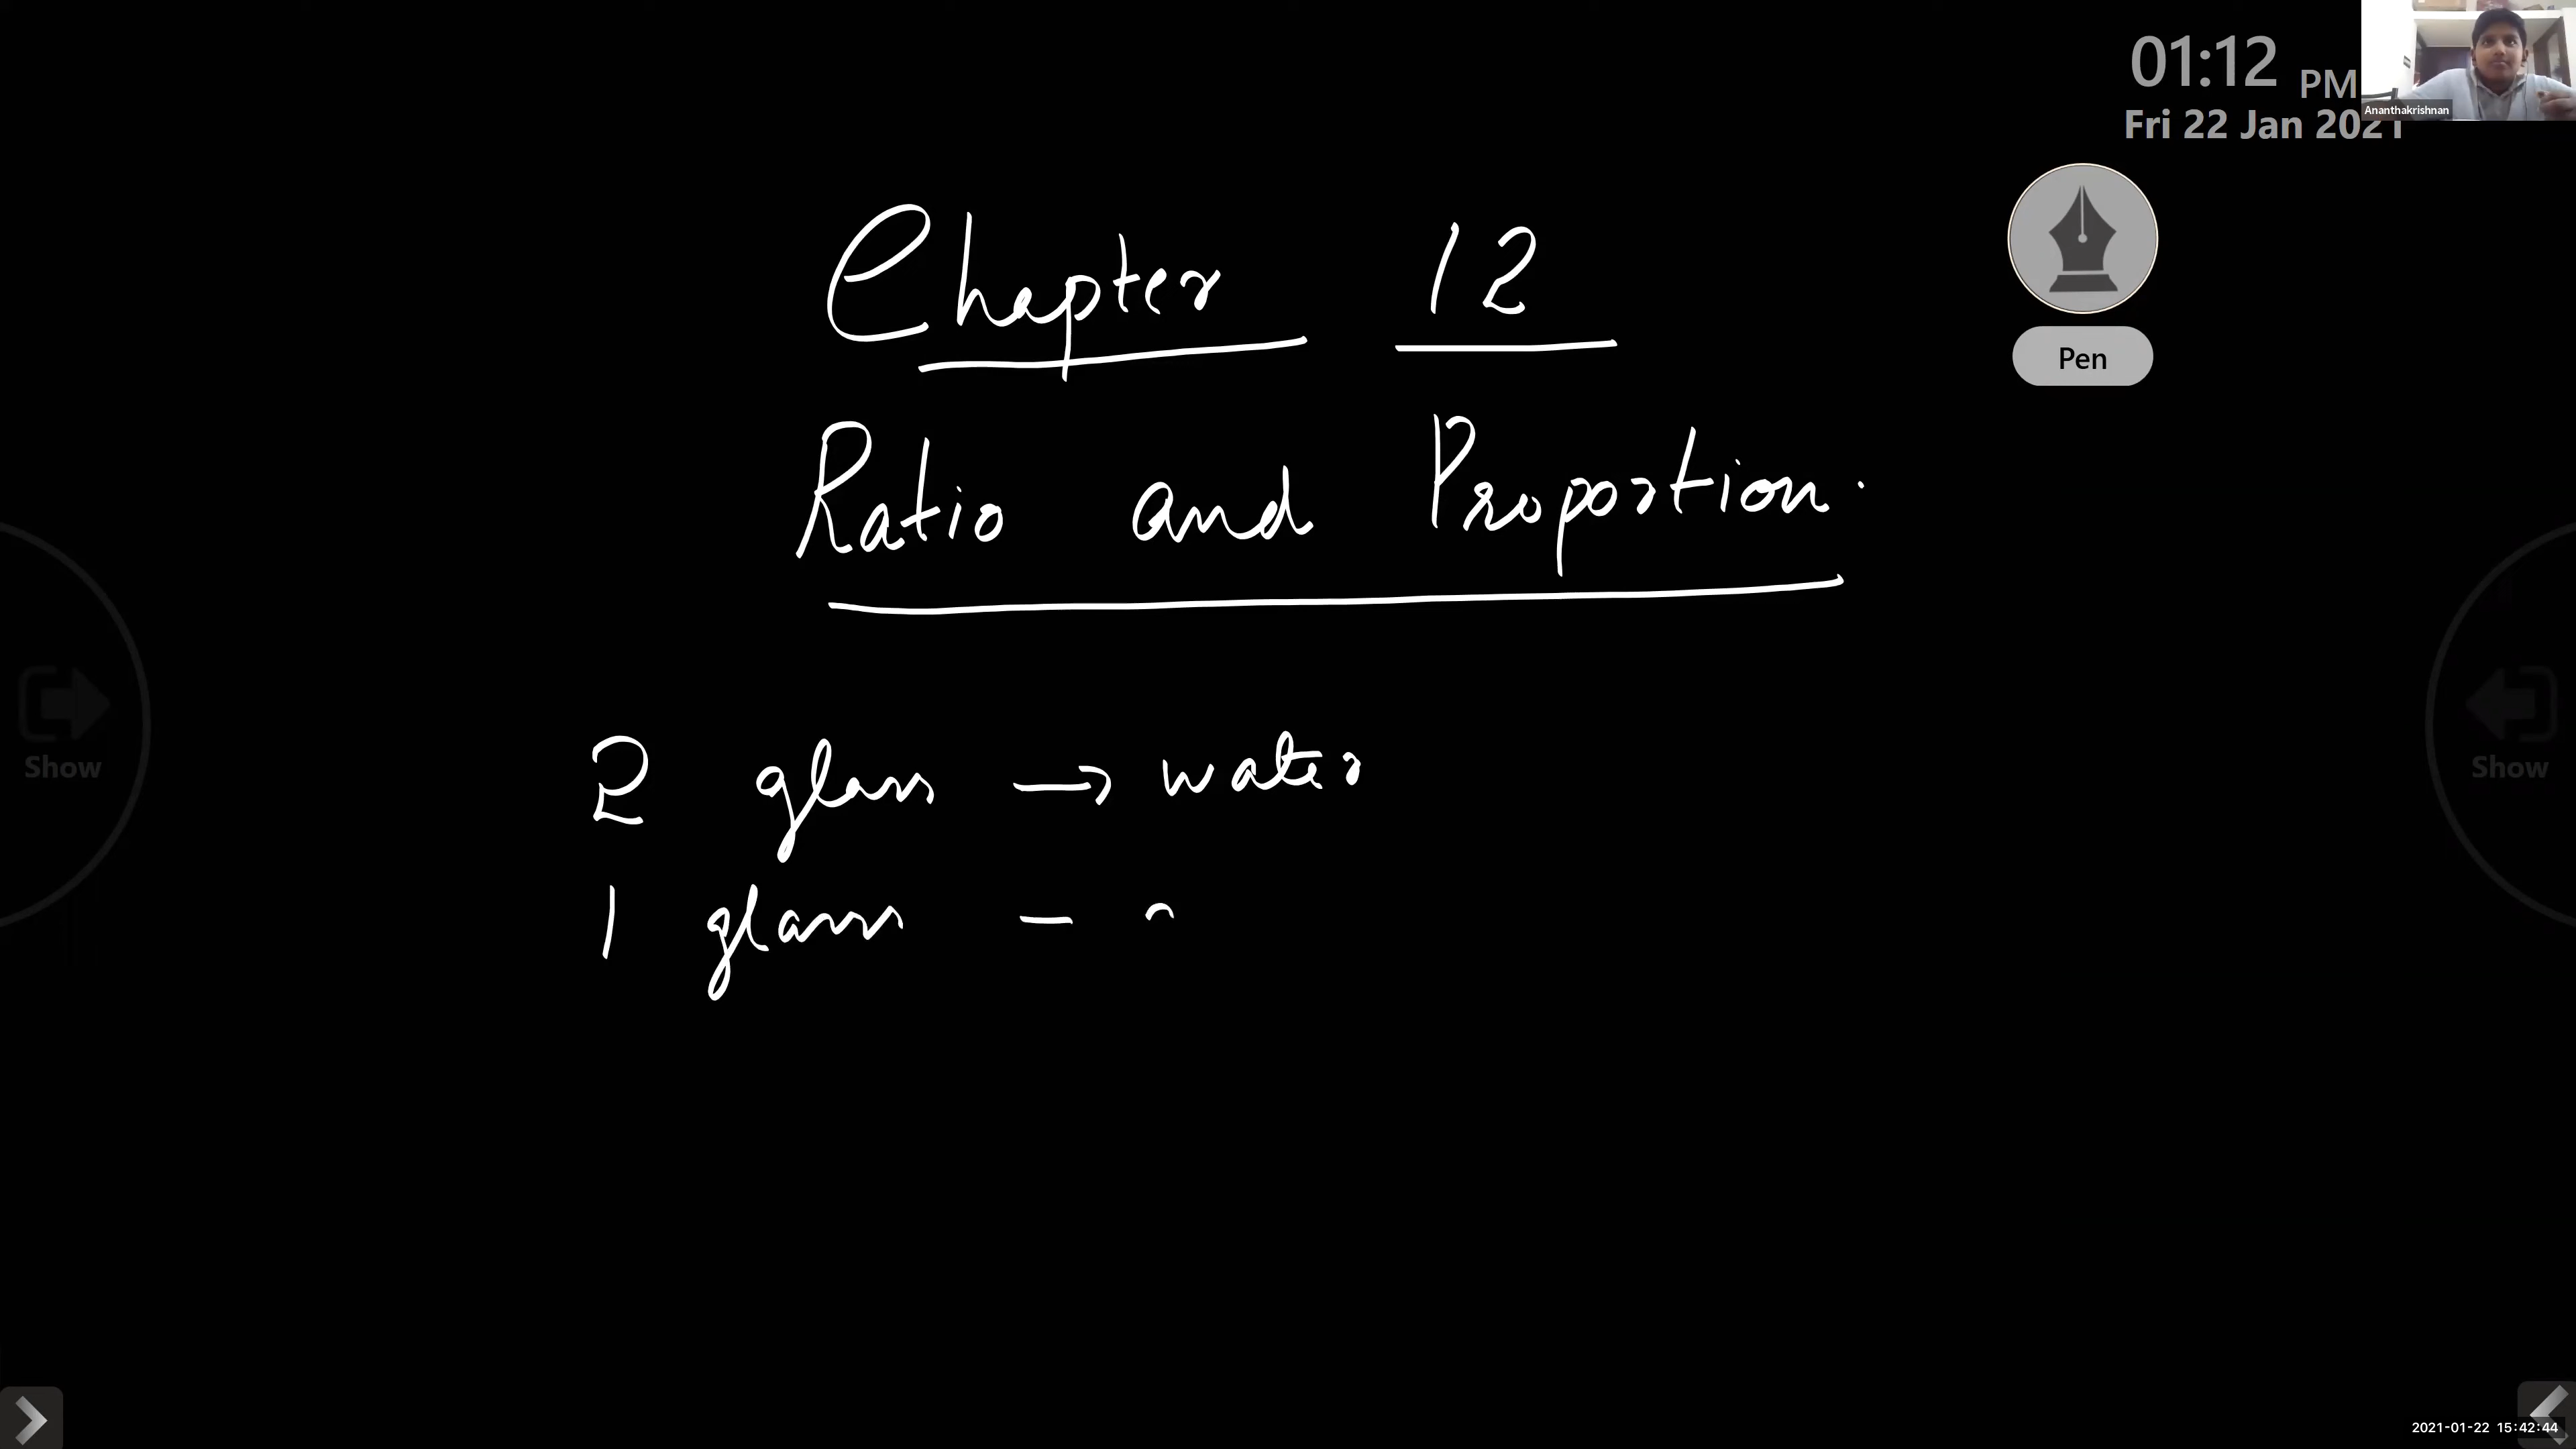 01:12 PM
Fri 22 Jan 2021
Ananthakrishnan
Pen
Chapter 12
Ratio and Proportion.
Show
Show
2 glass → water
1 glass -
2021-01-22 15:42:44